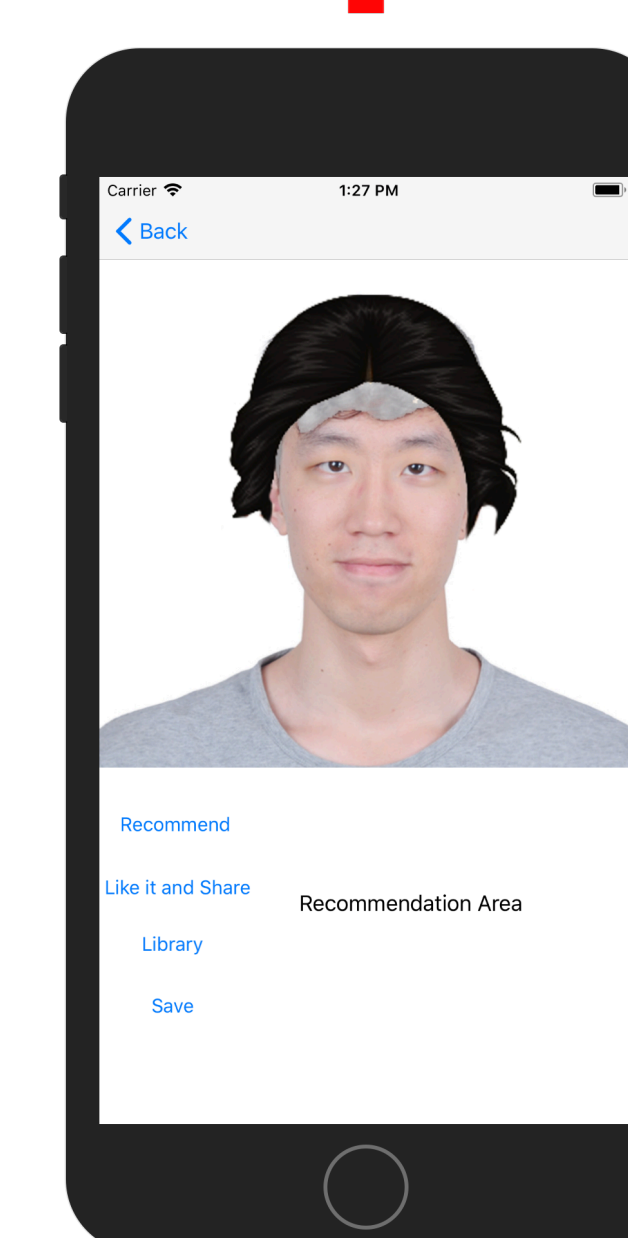 Carrier
1:27 PM
Back
Recommend
Like it and Share
Recommendation Area
Library
Save